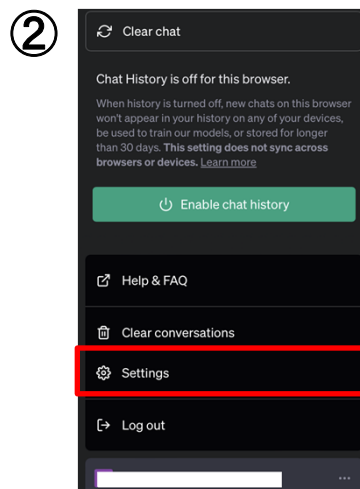 ②
Clear chat
Chat History is off for this browser.
When history is turned off, new chats on this browser
won't appear in your history on any of your devices,
be used to train our models, or stored for longer
than 30 days. This setting does not sync across
browsers or devices. Learn more
Enable chat history
Help & FAQ
Clear conversations
Settings
Log out